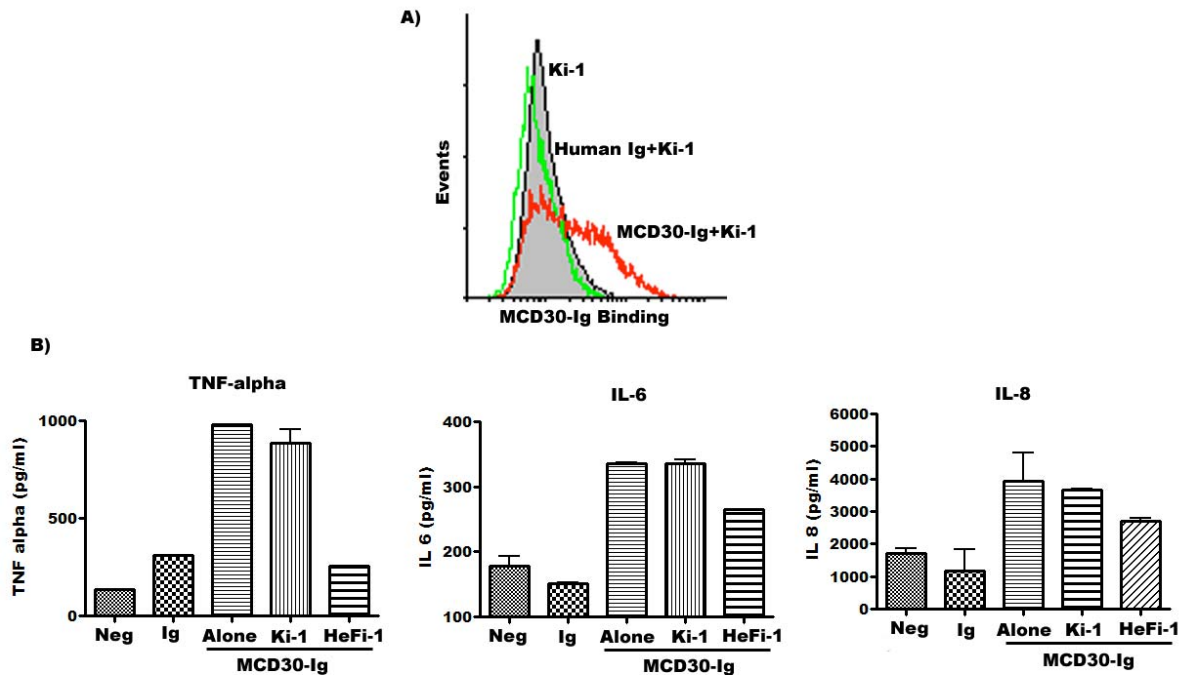 A)
Ki-1
Human Ig+Ki-1
MCD30-Ig+Ki-1
Events
MCD30-Ig Binding
B)
TNF-alpha
TNF alpha (pg/ml)
1000
500
0
Neg Ig Alone Ki-1 HeFi-1
MCD30-Ig
IL-6
IL 6 (pg/ml)
400
300
200
100
Neg Ig Alone Ki-1 HeFi-1
MCD30-Ig
IL-8
IL 8 (pg/ml)
6000
5000
4000
3000
2000
1000
0
Neg Ig Alone Ki-1 HeFi-1
MCD30-Ig